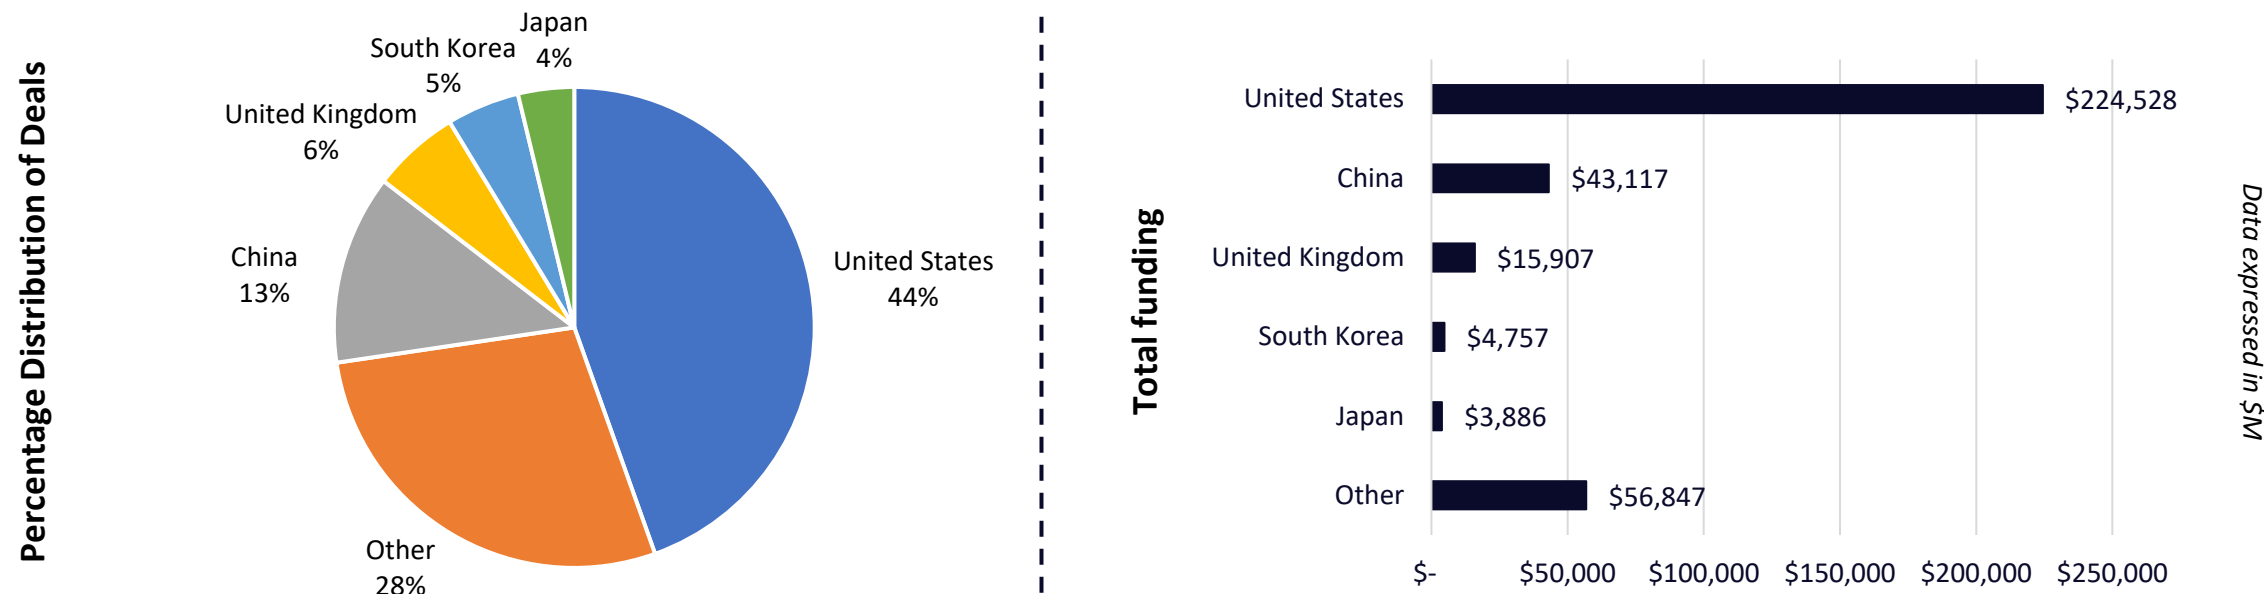 Percentage Distribution of Deals
Japan
4%
South Korea
5%
United Kingdom
6%
China
13%
United States
44%
Other
28%
Total funding
United States
$224,528
China
$43,117
United Kingdom
$15,907
South Korea
$4,757
Japan
$3,886
Other
$56,847
$-
$50,000
$100,000
$150,000
$200,000
$250,000
Data expressed in $M